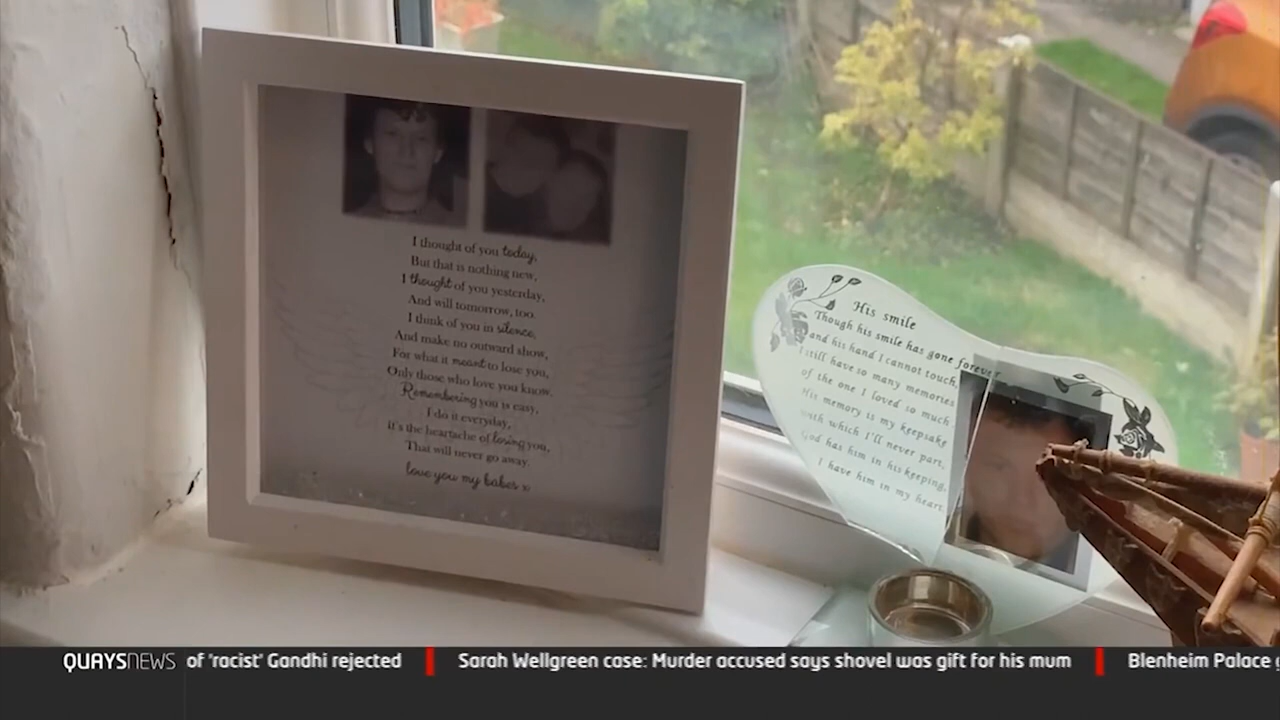 I thought of you today,
But that is nothing new,
I thought of you yesterday,
And will tomorrow, too.
I think of you in silence,
And make no outward show,
For what it meant to lose you,
Only those who love you know.
Remembering you is easy,
I do it everyday,
It's the heartache of losing you,
That will never go away.
love you my babes x
His smile
Though his smile has gone forever
and his hand I cannot touch,
I still have so many memories
of the one I loved so much
His memory is my keepsake
with which I'll never part,
God has him in his keeping,
I have him in my heart.
QUAYSNEWS of 'racist' Gandhi rejected | Sarah Wellgreen case: Murder accused says shovel was gift for his mum | Blenheim Palace